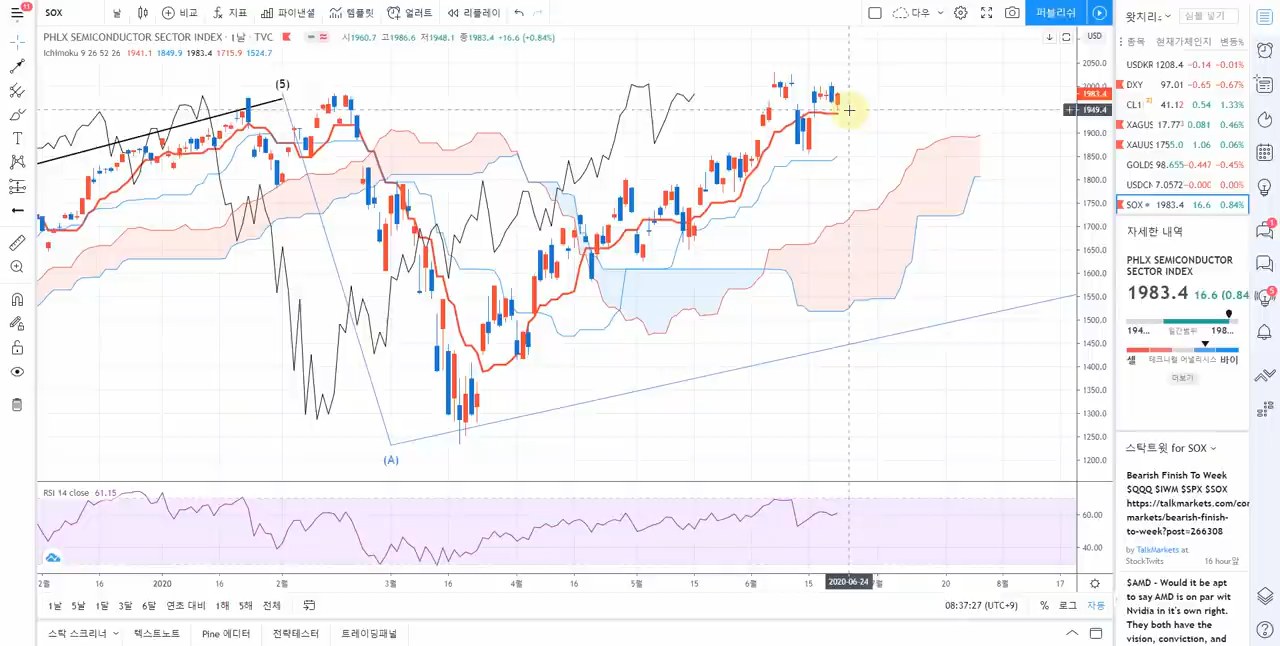 11
SOX
날
비교
지표
파이낸셜
템플릿
얼러트
리플레이
다우
퍼블리쉬
왓치리
심볼 넣기
PHLX SEMICONDUCTOR SECTOR INDEX · 1날 · TVC
시1960.7 고1986.6 저1948.1 종1983.4 +16.6 (+0.84%)
Ichimoku 9 26 52 26 1941.1 1849.9 1983.4 1715.9 1524.7
USD
(5)
(A)
2050.0
2000.0
1983.4
1949.4
1900.0
1850.0
1800.0
1750.0
1700.0
1650.0
1600.0
1550.0
1500.0
1450.0
1400.0
1350.0
1300.0
1250.0
1200.0
RSI 14 close 61.15
60.00
40.00
2월 16 2020 16 2월 3월 16 4월 16 5월 15 6월 15 2020-06-24 7월 20 8월 17
1날 5날 1달 3달 6달 연조 대비 1해 5해 전체
08:37:27 (UTC+9) % 로그 자동
스탁 스크리너 텍스트노트 Pine 에디터 전략테스터 트레이딩패널
종목 현재가 체인지 변동%
USDKR 1208.4 -0.14 -0.01%
DXY 97.01 -0.65 -0.67%
CL1 41.12 0.54 1.33%
XAGUS 17.773 0.081 0.46%
XAUUS 1755.0 1.06 0.06%
GOLDS 98.655 -0.447 -0.45%
USDCN 7.0572 -0.000 0.00%
SOX 1983.4 16.6 0.84%
자세한 내역
PHLX SEMICONDUCTOR
SECTOR INDEX
1983.4 16.6 (0.84
194... 일간범위 198...
셀 테크니컬 어낼리시스 바이
더보기
스탁트윗 for SOX
Bearish Finish To Week
$QQQ $IWM $SPX $SOX
https://talkmarkets.com/con
markets/bearish-finish-
to-week?post=266308
by TalkMarkets at
StockTwits 16 hour앞
$AMD - Would it be apt
to say AMD is on par wit
Nvidia in it's own right.
They both have the
vision, conviction, and
1
5